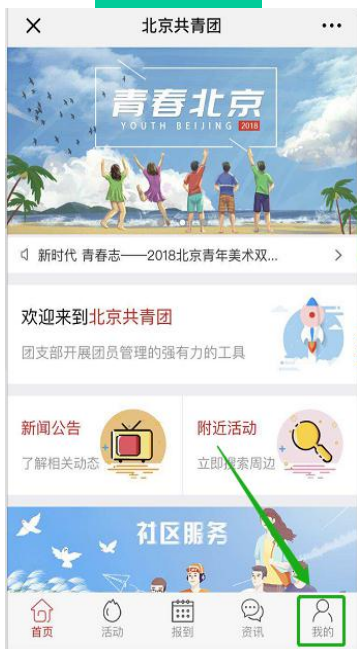 北京共青团
青春北京
YOUTH BEIJING 2018
新时代 青春志——2018北京青年美术双...
欢迎来到北京共青团
团支部开展团员管理的强有力的工具
新闻公告
了解相关动态
附近活动
立即搜索周边
社区服务
首页
活动
报到
资讯
我的